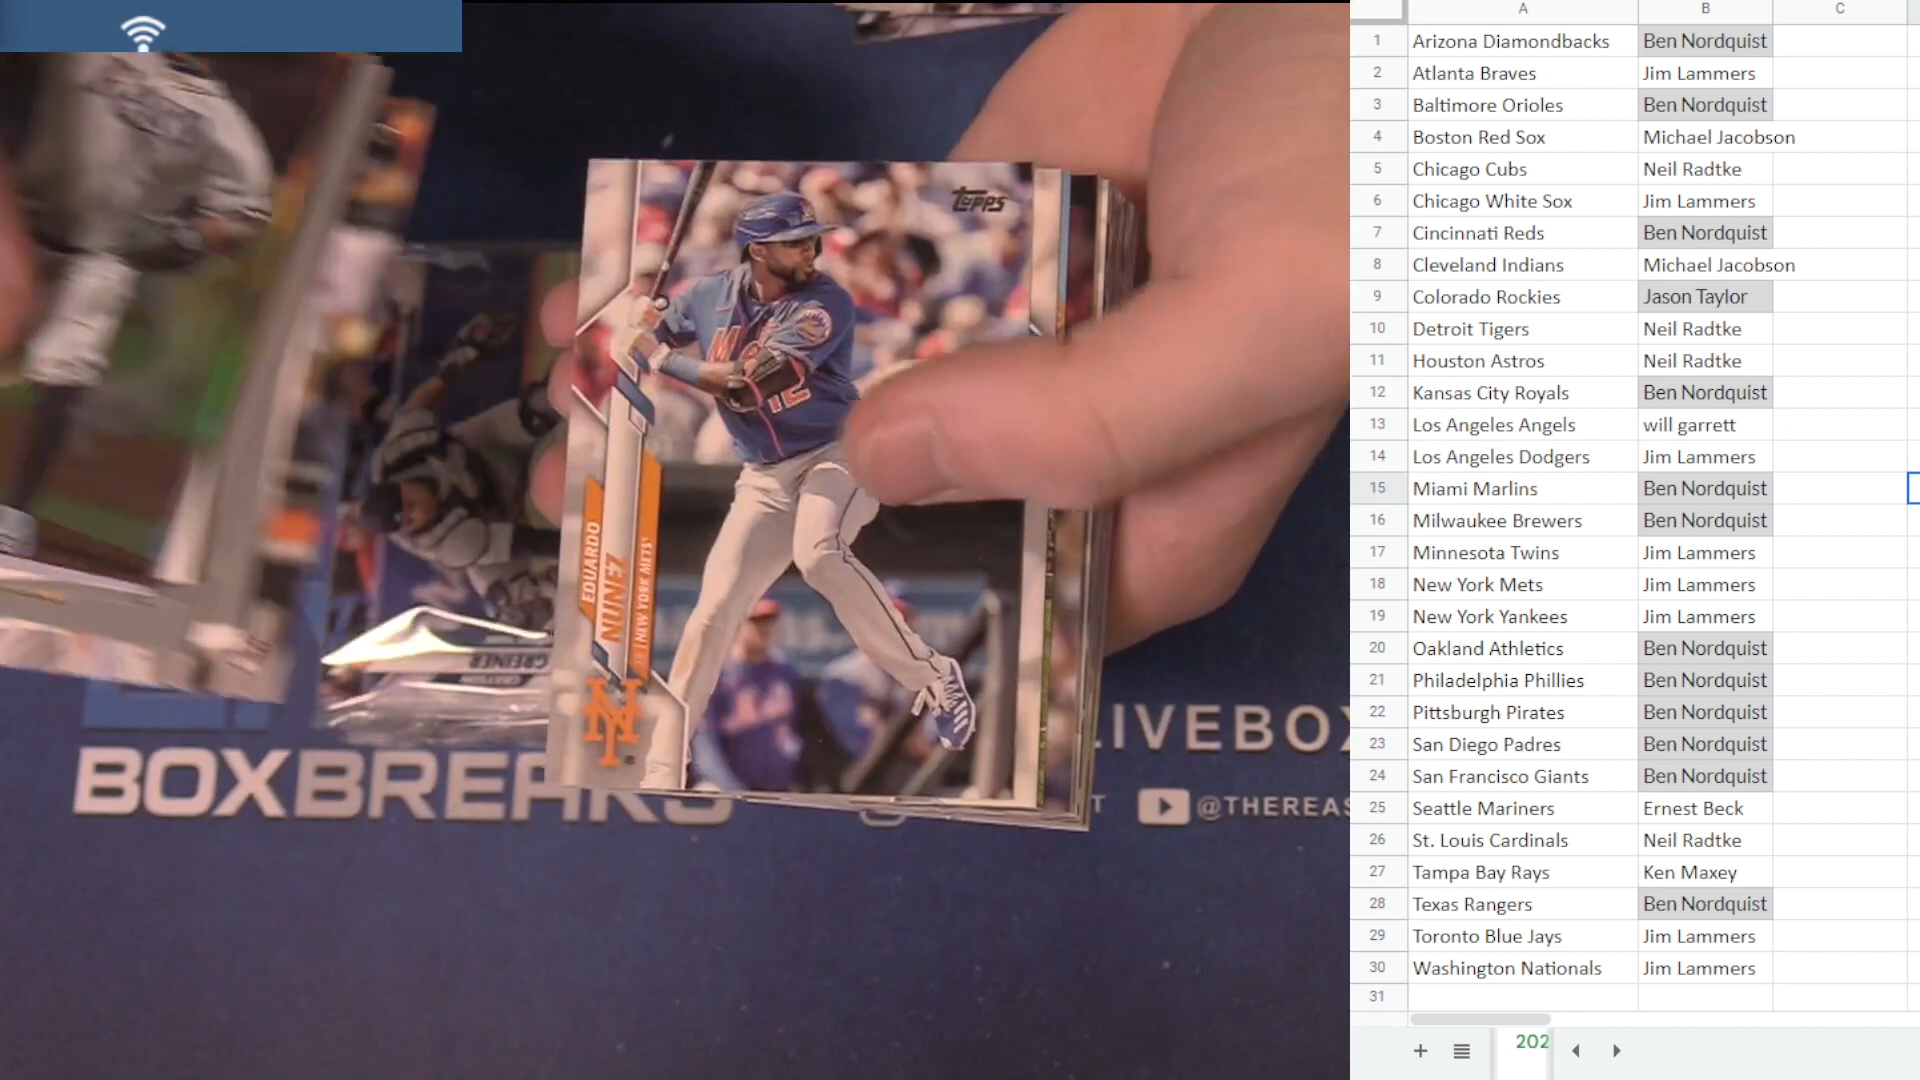 Topps
EDUARDO
NUNEZ
NEW YORK METS
12
NY
GREINER
BOXBREAKS
LIVEBOX
@THEREAS
A B C
1 Arizona Diamondbacks Ben Nordquist
2 Atlanta Braves Jim Lammers
3 Baltimore Orioles Ben Nordquist
4 Boston Red Sox Michael Jacobson
5 Chicago Cubs Neil Radtke
6 Chicago White Sox Jim Lammers
7 Cincinnati Reds Ben Nordquist
8 Cleveland Indians Michael Jacobson
9 Colorado Rockies Jason Taylor
10 Detroit Tigers Neil Radtke
11 Houston Astros Neil Radtke
12 Kansas City Royals Ben Nordquist
13 Los Angeles Angels will garrett
14 Los Angeles Dodgers Jim Lammers
15 Miami Marlins Ben Nordquist
16 Milwaukee Brewers Ben Nordquist
17 Minnesota Twins Jim Lammers
18 New York Mets Jim Lammers
19 New York Yankees Jim Lammers
20 Oakland Athletics Ben Nordquist
21 Philadelphia Phillies Ben Nordquist
22 Pittsburgh Pirates Ben Nordquist
23 San Diego Padres Ben Nordquist
24 San Francisco Giants Ben Nordquist
25 Seattle Mariners Ernest Beck
26 St. Louis Cardinals Neil Radtke
27 Tampa Bay Rays Ken Maxey
28 Texas Rangers Ben Nordquist
29 Toronto Blue Jays Jim Lammers
30 Washington Nationals Jim Lammers
31
202